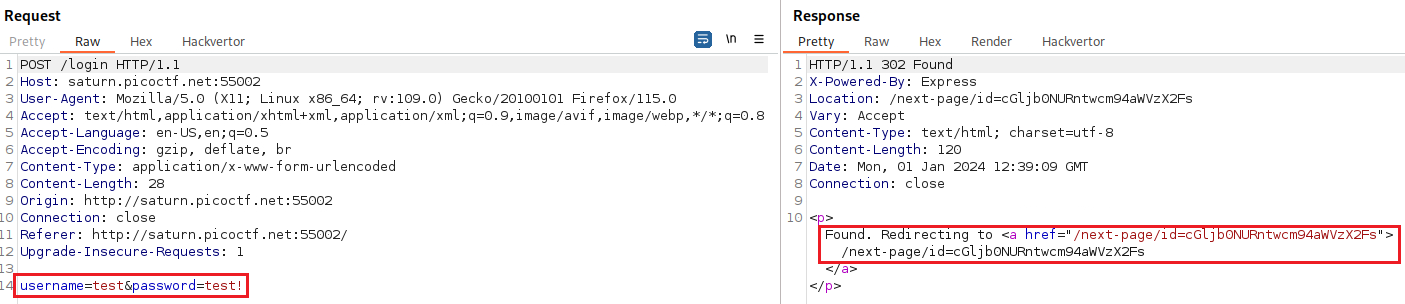 Request
Pretty Raw Hex Hackvertor \n
1 POST /login HTTP/1.1
2 Host: saturn.picoctf.net:55002
3 User-Agent: Mozilla/5.0 (X11; Linux x86_64; rv:109.0) Gecko/20100101 Firefox/115.0
4 Accept: text/html,application/xhtml+xml,application/xml;q=0.9,image/avif,image/webp,*/*;q=0.8
5 Accept-Language: en-US,en;q=0.5
6 Accept-Encoding: gzip, deflate, br
7 Content-Type: application/x-www-form-urlencoded
8 Content-Length: 28
9 Origin: http://saturn.picoctf.net:55002
10 Connection: close
11 Referer: http://saturn.picoctf.net:55002/
12 Upgrade-Insecure-Requests: 1
13
14 username=test&password=test!
Response
Pretty Raw Hex Render Hackvertor
1 HTTP/1.1 302 Found
2 X-Powered-By: Express
3 Location: /next-page/id=cGljb0NURntwcm94aWVzX2Fs
4 Vary: Accept
5 Content-Type: text/html; charset=utf-8
6 Content-Length: 120
7 Date: Mon, 01 Jan 2024 12:39:09 GMT
8 Connection: close
9
10 <p>
Found. Redirecting to <a href="/next-page/id=cGljb0NURntwcm94aWVzX2Fs">
/next-page/id=cGljb0NURntwcm94aWVzX2Fs
</a>
</p>